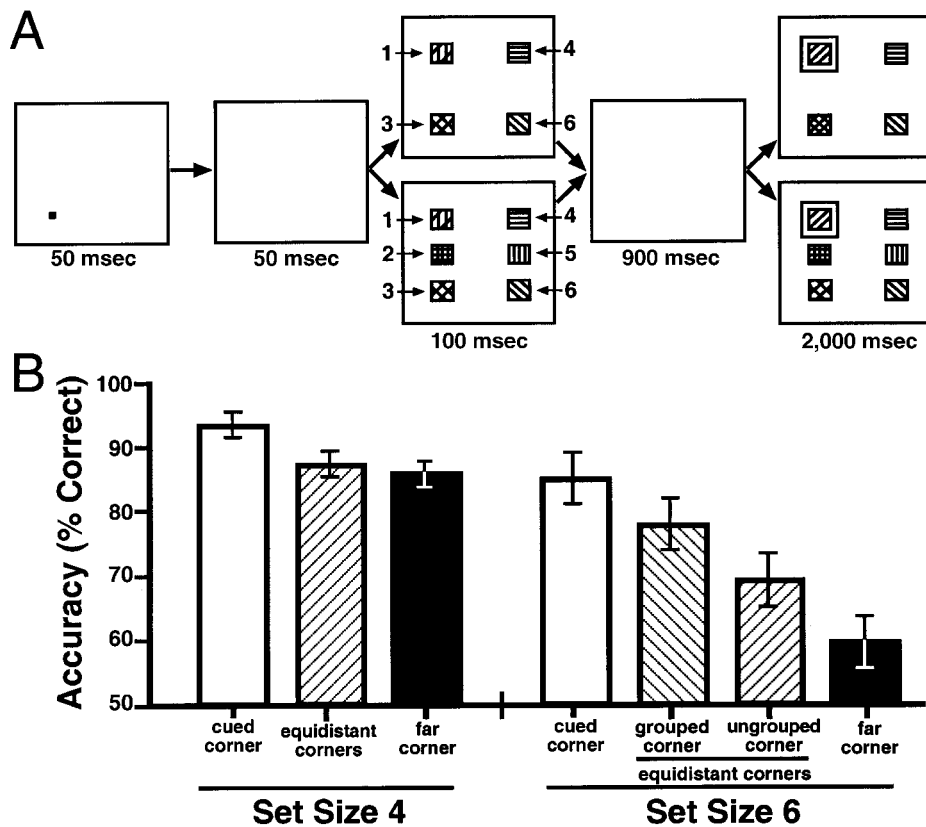 A
1 4
3 6
1 4
2 5
3 6
50 msec
50 msec
100 msec
900 msec
2,000 msec
B
Accuracy (% Correct)
100
90
80
70
60
50
cued corner
equidistant corners
far corner
cued corner
grouped corner
ungrouped corner
far corner
equidistant corners
Set Size 4
Set Size 6